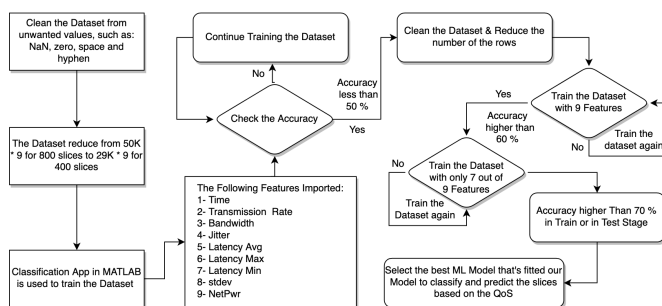 Clean the Dataset from
unwanted values, such as:
NaN, zero, space and
hyphen
The Dataset reduce from 50K
* 9 for 800 slices to 29K * 9 for
400 slices
Classification App in MATLAB
is used to train the Dataset
The Following Features Imported:
1- Time
2- Transmission Rate
3- Bandwidth
4- Jitter
5- Latency Avg
6- Latency Max
7- Latency Min
8- stdev
9- NetPwr
Check the Accuracy
No
Continue Training the Dataset
Accuracy
less than
50 %
Yes
Clean the Dataset & Reduce the
number of the rows
Train the Dataset
with 9 Features
No
Train the
dataset again
Yes
Accuracy
higher than
60 %
Train the Dataset
with only 7 out of
9 Features
No
Train the
Dataset again
Accuracy higher Than 70 %
in Train or in Test Stage
Select the best ML Model that's fitted our
Model to classify and predict the slices
based on the QoS